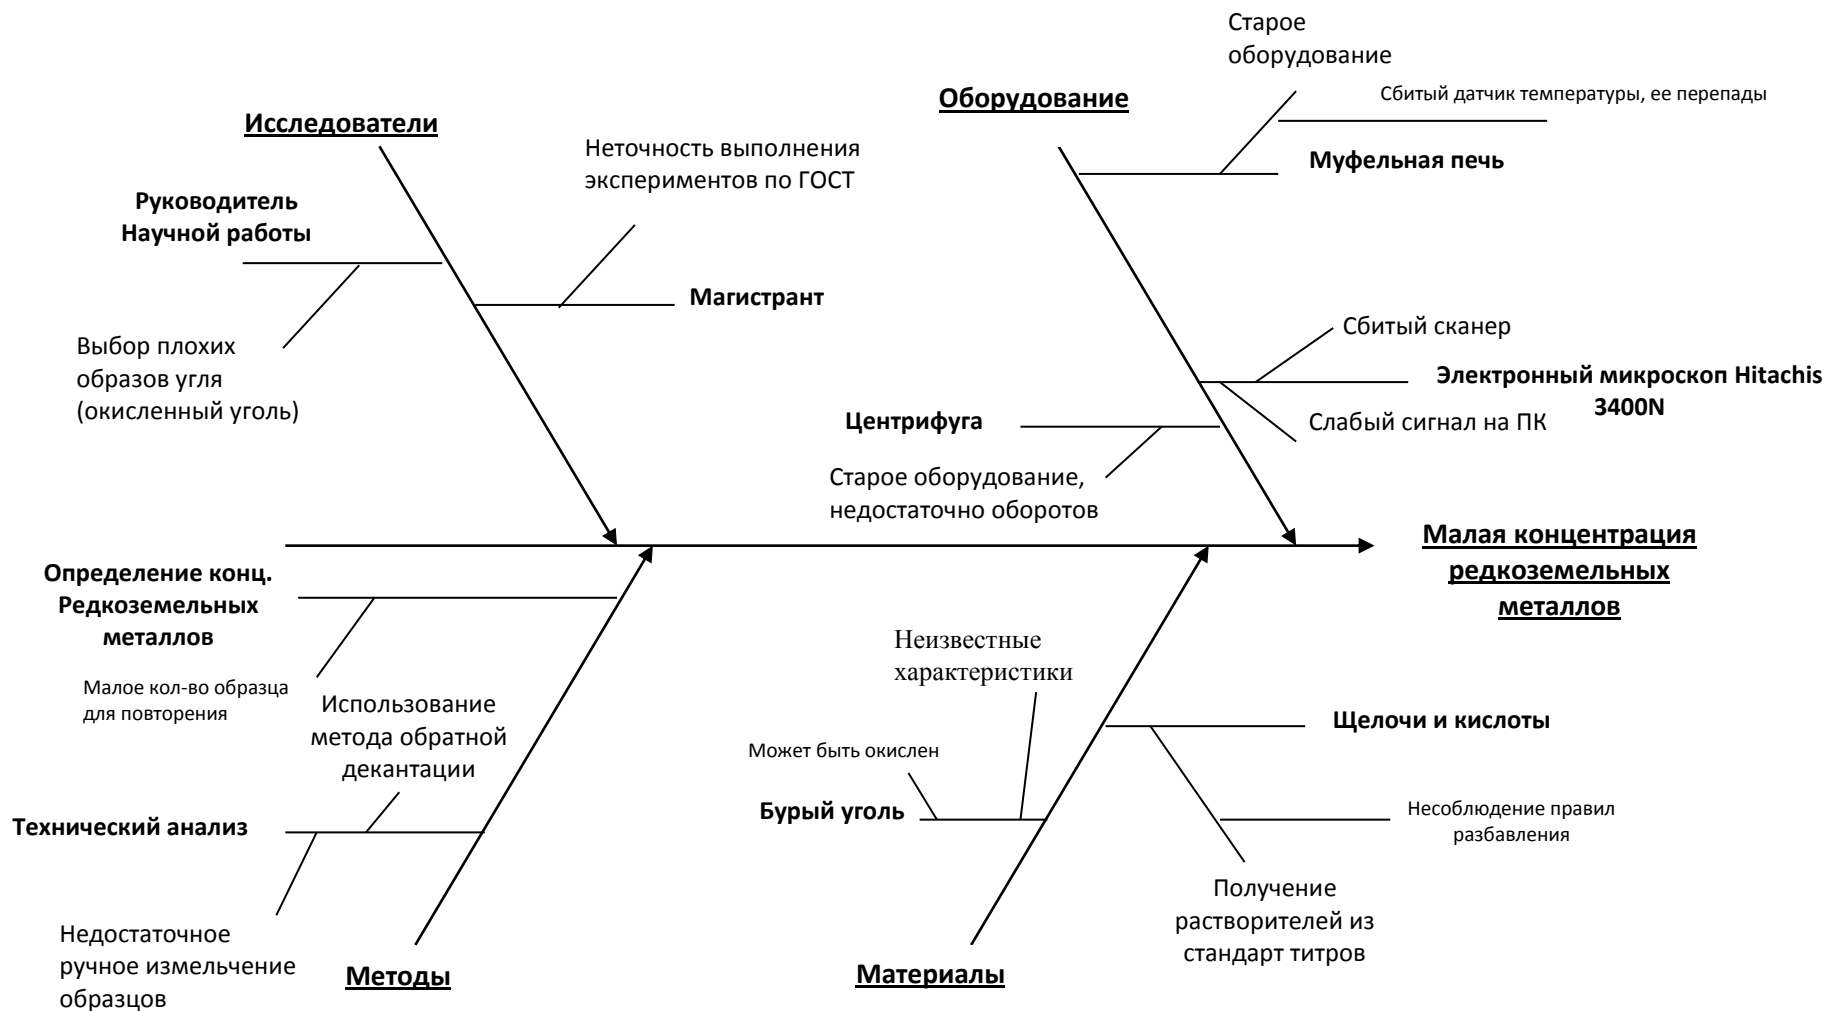 Старое
оборудование
Оборудование
Сбитый датчик температуры, ее перепады
Исследователи
Неточность выполнения
экспериментов по ГОСТ
Муфельная печь
Руководитель
Научной работы
Магистрант
Выбор плохих
образов угля
(окисленный уголь)
Сбитый сканер
Электронный микроскоп Hitachis
3400N
Центрифуга
Слабый сигнал на ПК
Старое оборудование,
недостаточно оборотов
Малая концентрация
редкоземельных
металлов
Определение конц.
Редкоземельных
металлов
Неизвестные
характеристики
Малое кол-во образца
для повторения
Использование
метода обратной
декантации
Щелочи и кислоты
Может быть окислен
Бурый уголь
Технический анализ
Несоблюдение правил
разбавления
Получение
растворителей из
стандарт титров
Недостаточное
ручное измельчение
образцов
Методы
Материалы